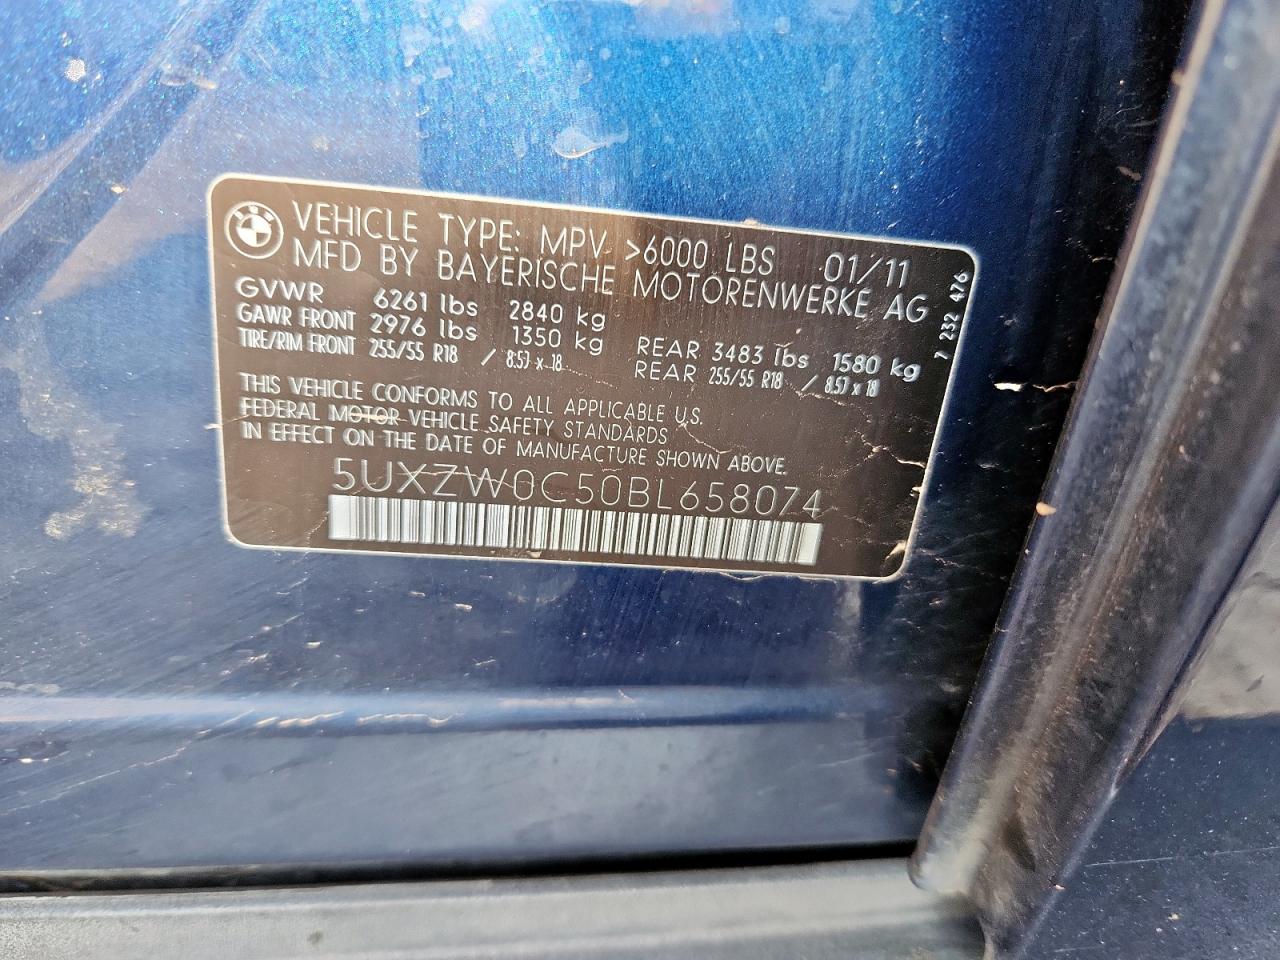 VEHICLE TYPE: MPV >6000 LBS 01/11
MFD BY BAYERISCHE MOTORENWERKE AG
GVWR 6261 lbs 2840 kg
GAWR FRONT 2976 lbs 1350 kg REAR 3483 lbs 1580 kg
TIRE/RIM FRONT 255/55 R18 / 8.5J x 18 REAR 255/55 R18 / 8.5J x 18
THIS VEHICLE CONFORMS TO ALL APPLICABLE U.S.
FEDERAL MOTOR VEHICLE SAFETY STANDARDS
IN EFFECT ON THE DATE OF MANUFACTURE SHOWN ABOVE.
5UXZW0C50BL658074
7 232 476